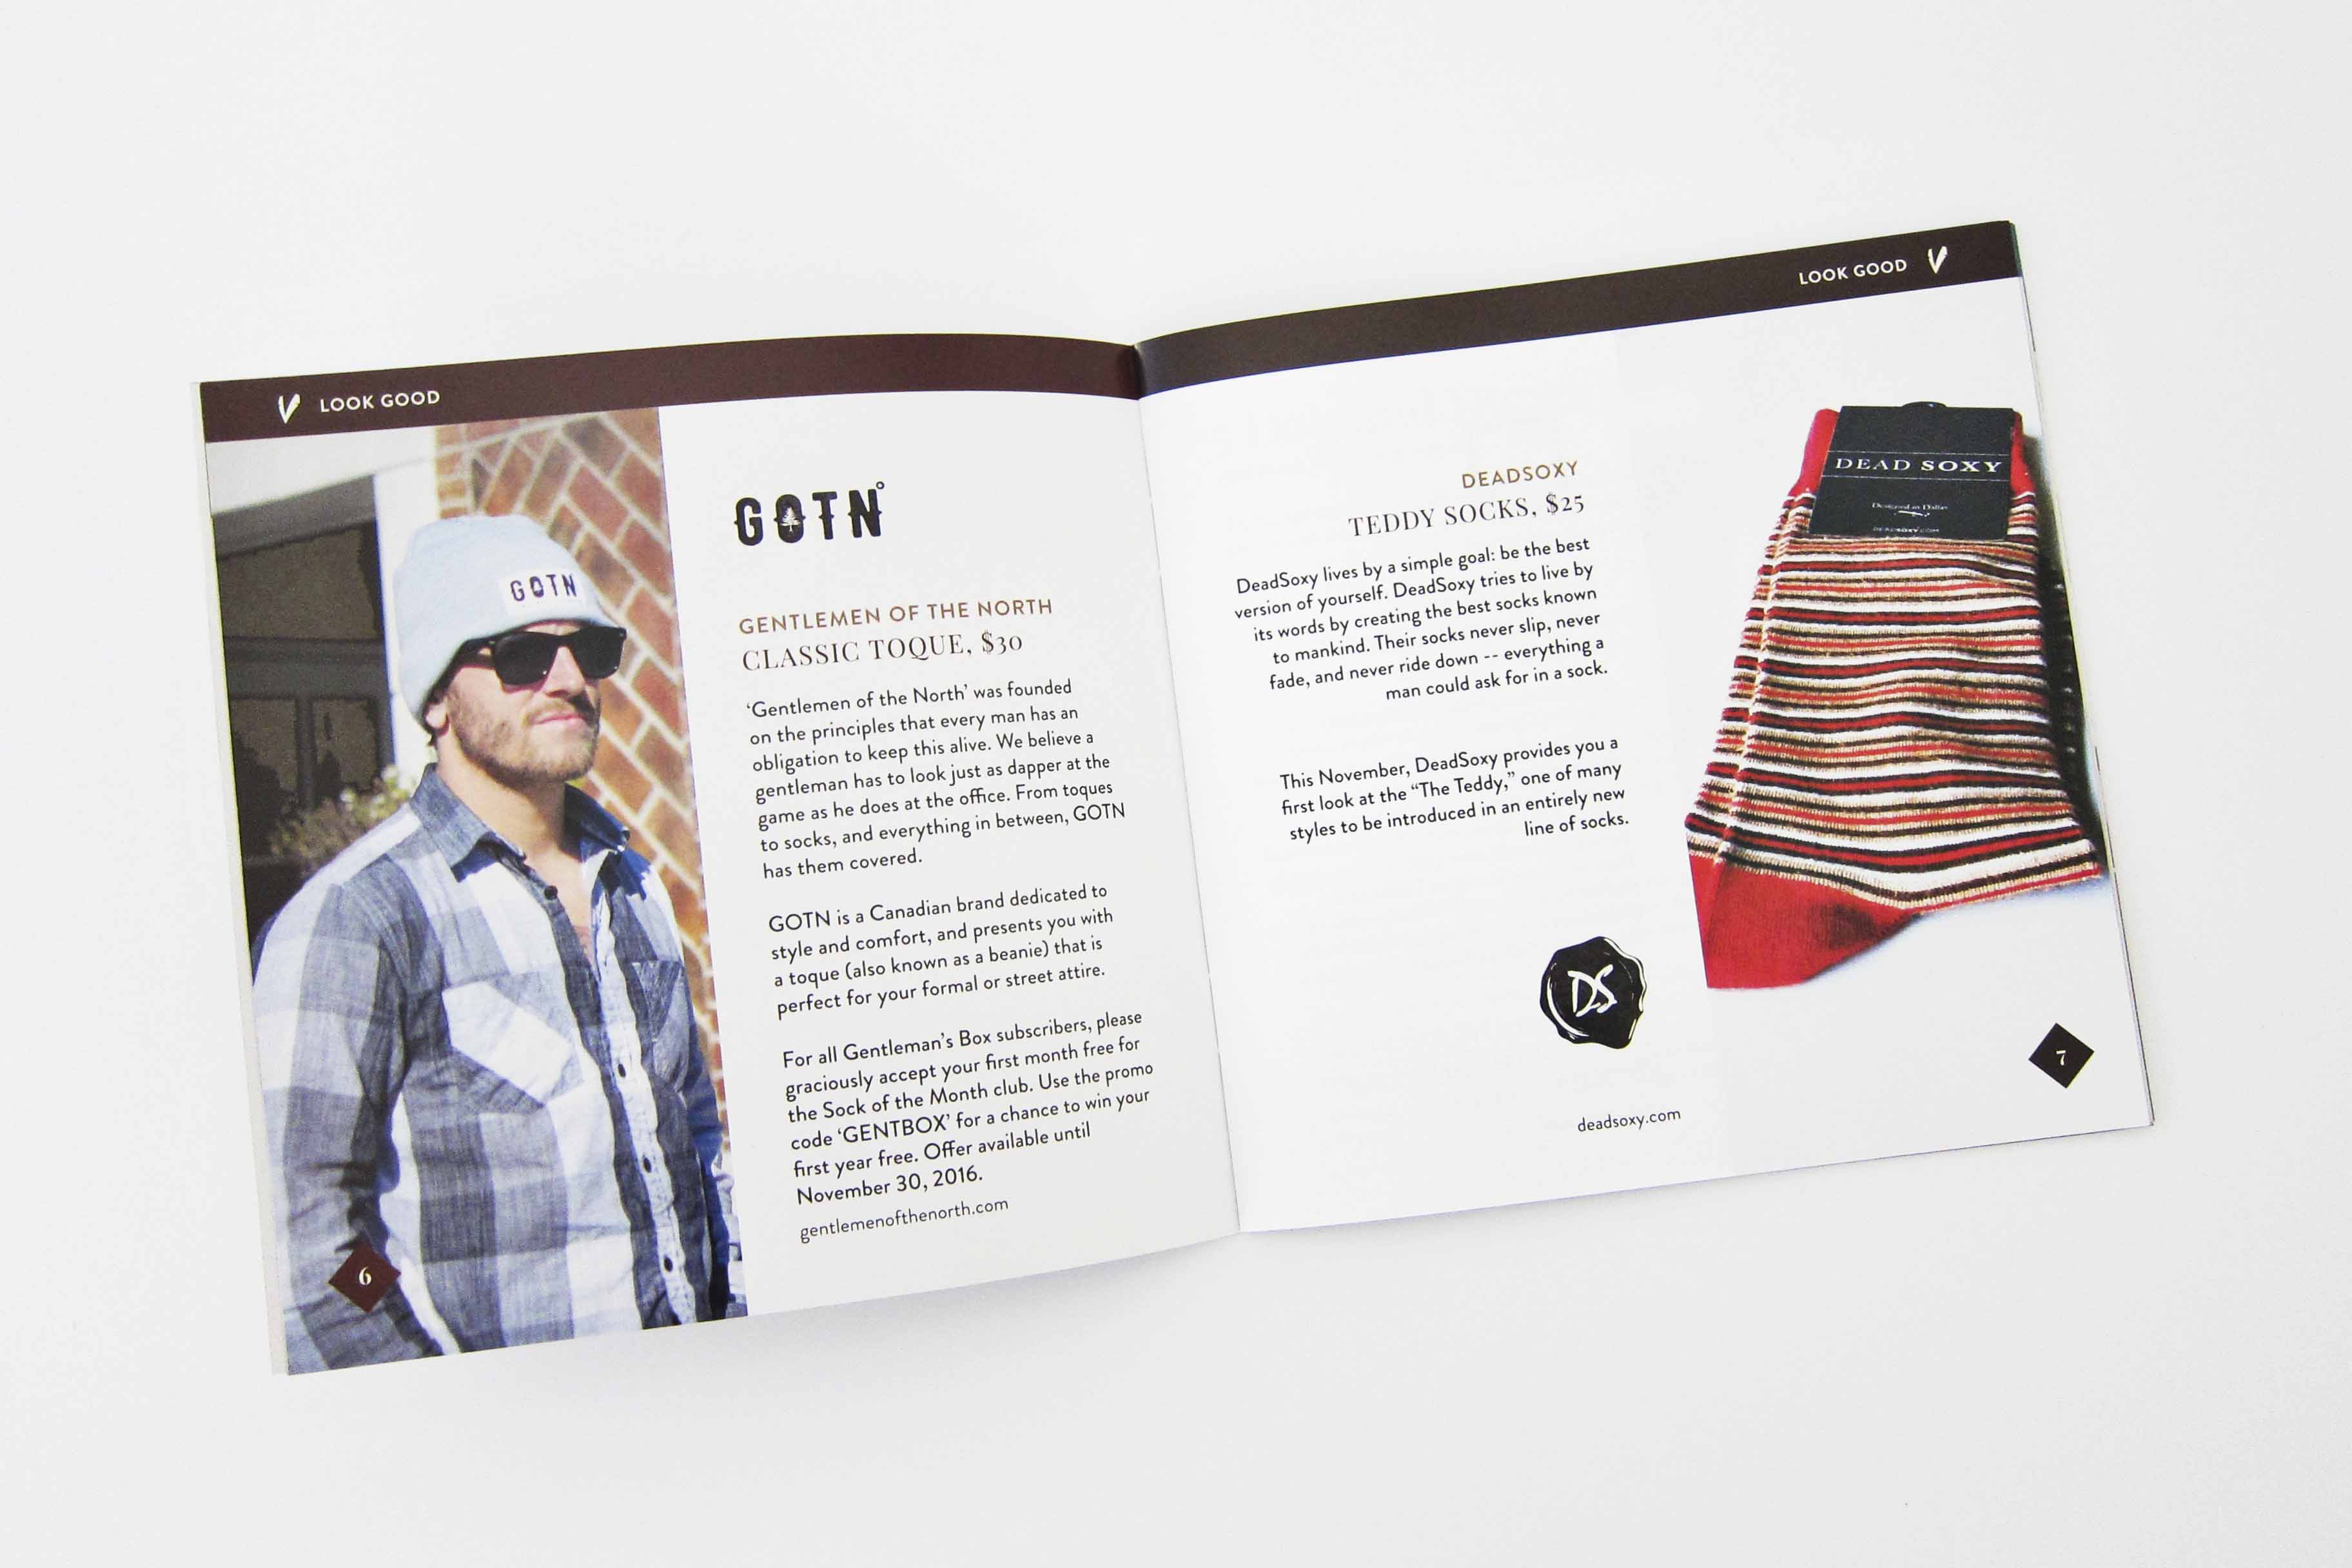 LOOK GOOD
GOTN
GOTN
GENTLEMEN OF THE NORTH
CLASSIC TOQUE, $30
‘Gentlemen of the North’ was founded
on the principles that every man has an
obligation to keep this alive. We believe a
gentleman has to look just as dapper at the
game as he does at the office. From toques
to socks, and everything in between, GOTN
has them covered.
GOTN is a Canadian brand dedicated to
style and comfort, and presents you with
a toque (also known as a beanie) that is
perfect for your formal or street attire.
For all Gentleman’s Box subscribers, please
graciously accept your first month free for
the Sock of the Month club. Use the promo
code ‘GENTBOX’ for a chance to win your
first year free. Offer available until
November 30, 2016.
gentlemenofthenorth.com
6
LOOK GOOD
DEADSOXY
TEDDY SOCKS, $25
DeadSoxy lives by a simple goal: be the best
version of yourself. DeadSoxy tries to live by
its words by creating the best socks known
to mankind. Their socks never slip, never
fade, and never ride down -- everything a
man could ask for in a sock.
This November, DeadSoxy provides you a
first look at the “The Teddy,” one of many
styles to be introduced in an entirely new
line of socks.
DS
deadsoxy.com
DEAD SOXY
Designed in Dallas
DEADSOXY.COM
7